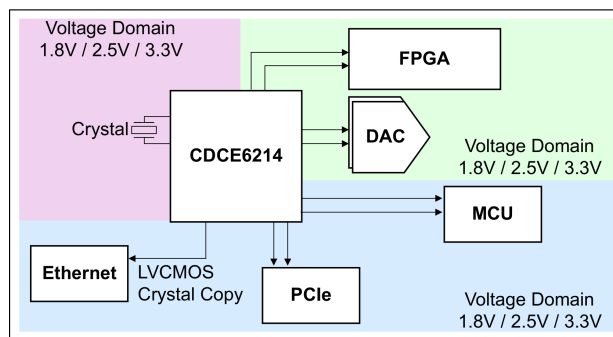 Voltage Domain
1.8V / 2.5V / 3.3V
FPGA
Crystal
CDCE6214
DAC
Voltage Domain
1.8V / 2.5V / 3.3V
MCU
Ethernet
LVCMOS
Crystal Copy
PCIe
Voltage Domain
1.8V / 2.5V / 3.3V